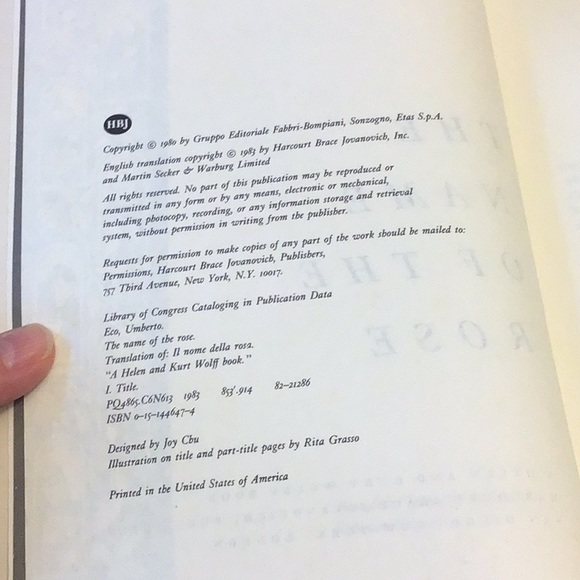 HBJ
Copyright © 1980 by Gruppo Editoriale Fabbri-Bompiani, Sonzogno, Etas S.p.A.
English translation copyright © 1983 by Harcourt Brace Jovanovich, Inc.
and Martin Secker & Warburg Limited
All rights reserved. No part of this publication may be reproduced or
transmitted in any form or by any means, electronic or mechanical,
including photocopy, recording, or any information storage and retrieval
system, without permission in writing from the publisher.
Requests for permission to make copies of any part of the work should be mailed to:
Permissions, Harcourt Brace Jovanovich, Publishers,
757 Third Avenue, New York, N.Y. 10017.
Library of Congress Cataloging in Publication Data
Eco, Umberto.
The name of the rose.
Translation of: Il nome della rosa.
"A Helen and Kurt Wolff book."
I. Title.
PQ4865.C6N613 1983 853'.914 82-21286
ISBN 0-15-144647-4
Designed by Joy Chu
Illustration on title and part-title pages by Rita Grasso
Printed in the United States of America
THE
NAME
OF THE
ROSE